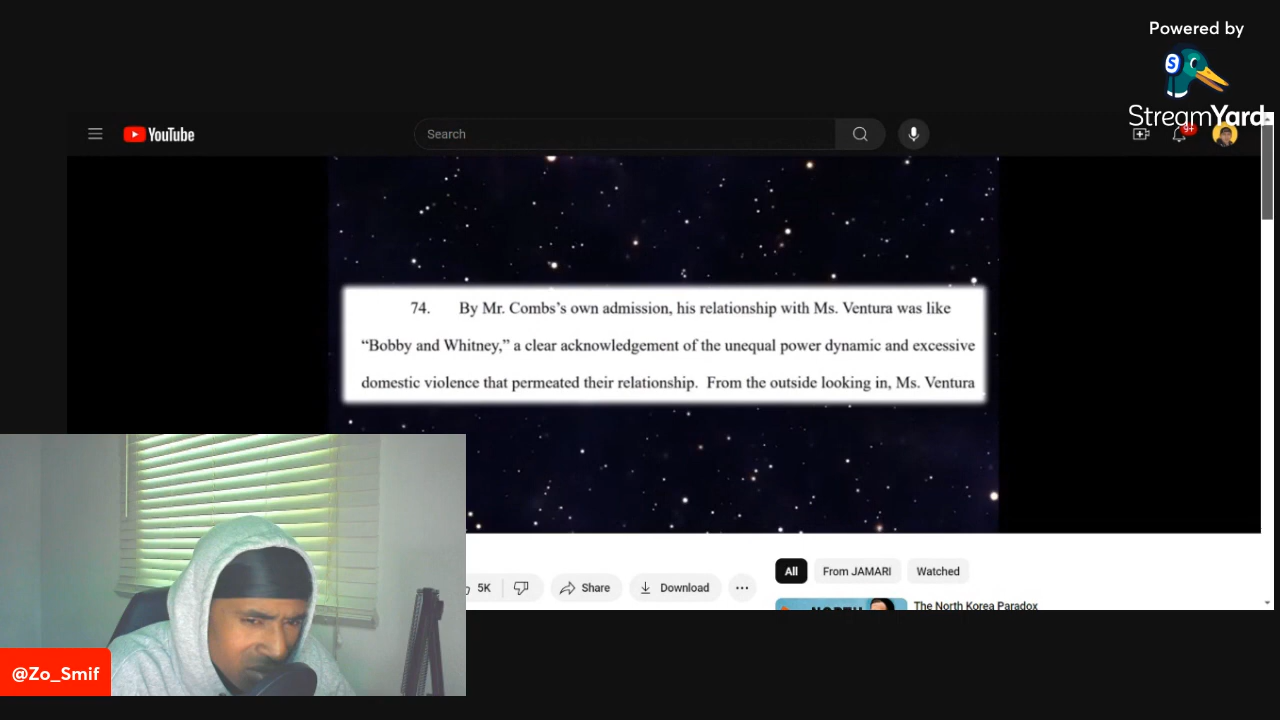 Powered by
S
StreamYard
YouTube
Search
9+
74. By Mr. Combs's own admission, his relationship with Ms. Ventura was like
“Bobby and Whitney,” a clear acknowledgement of the unequal power dynamic and excessive
domestic violence that permeated their relationship. From the outside looking in, Ms. Ventura
5K
Share
Download
All
From JAMARI
Watched
The North Korea Paradox
NORTH
@Zo_Smif